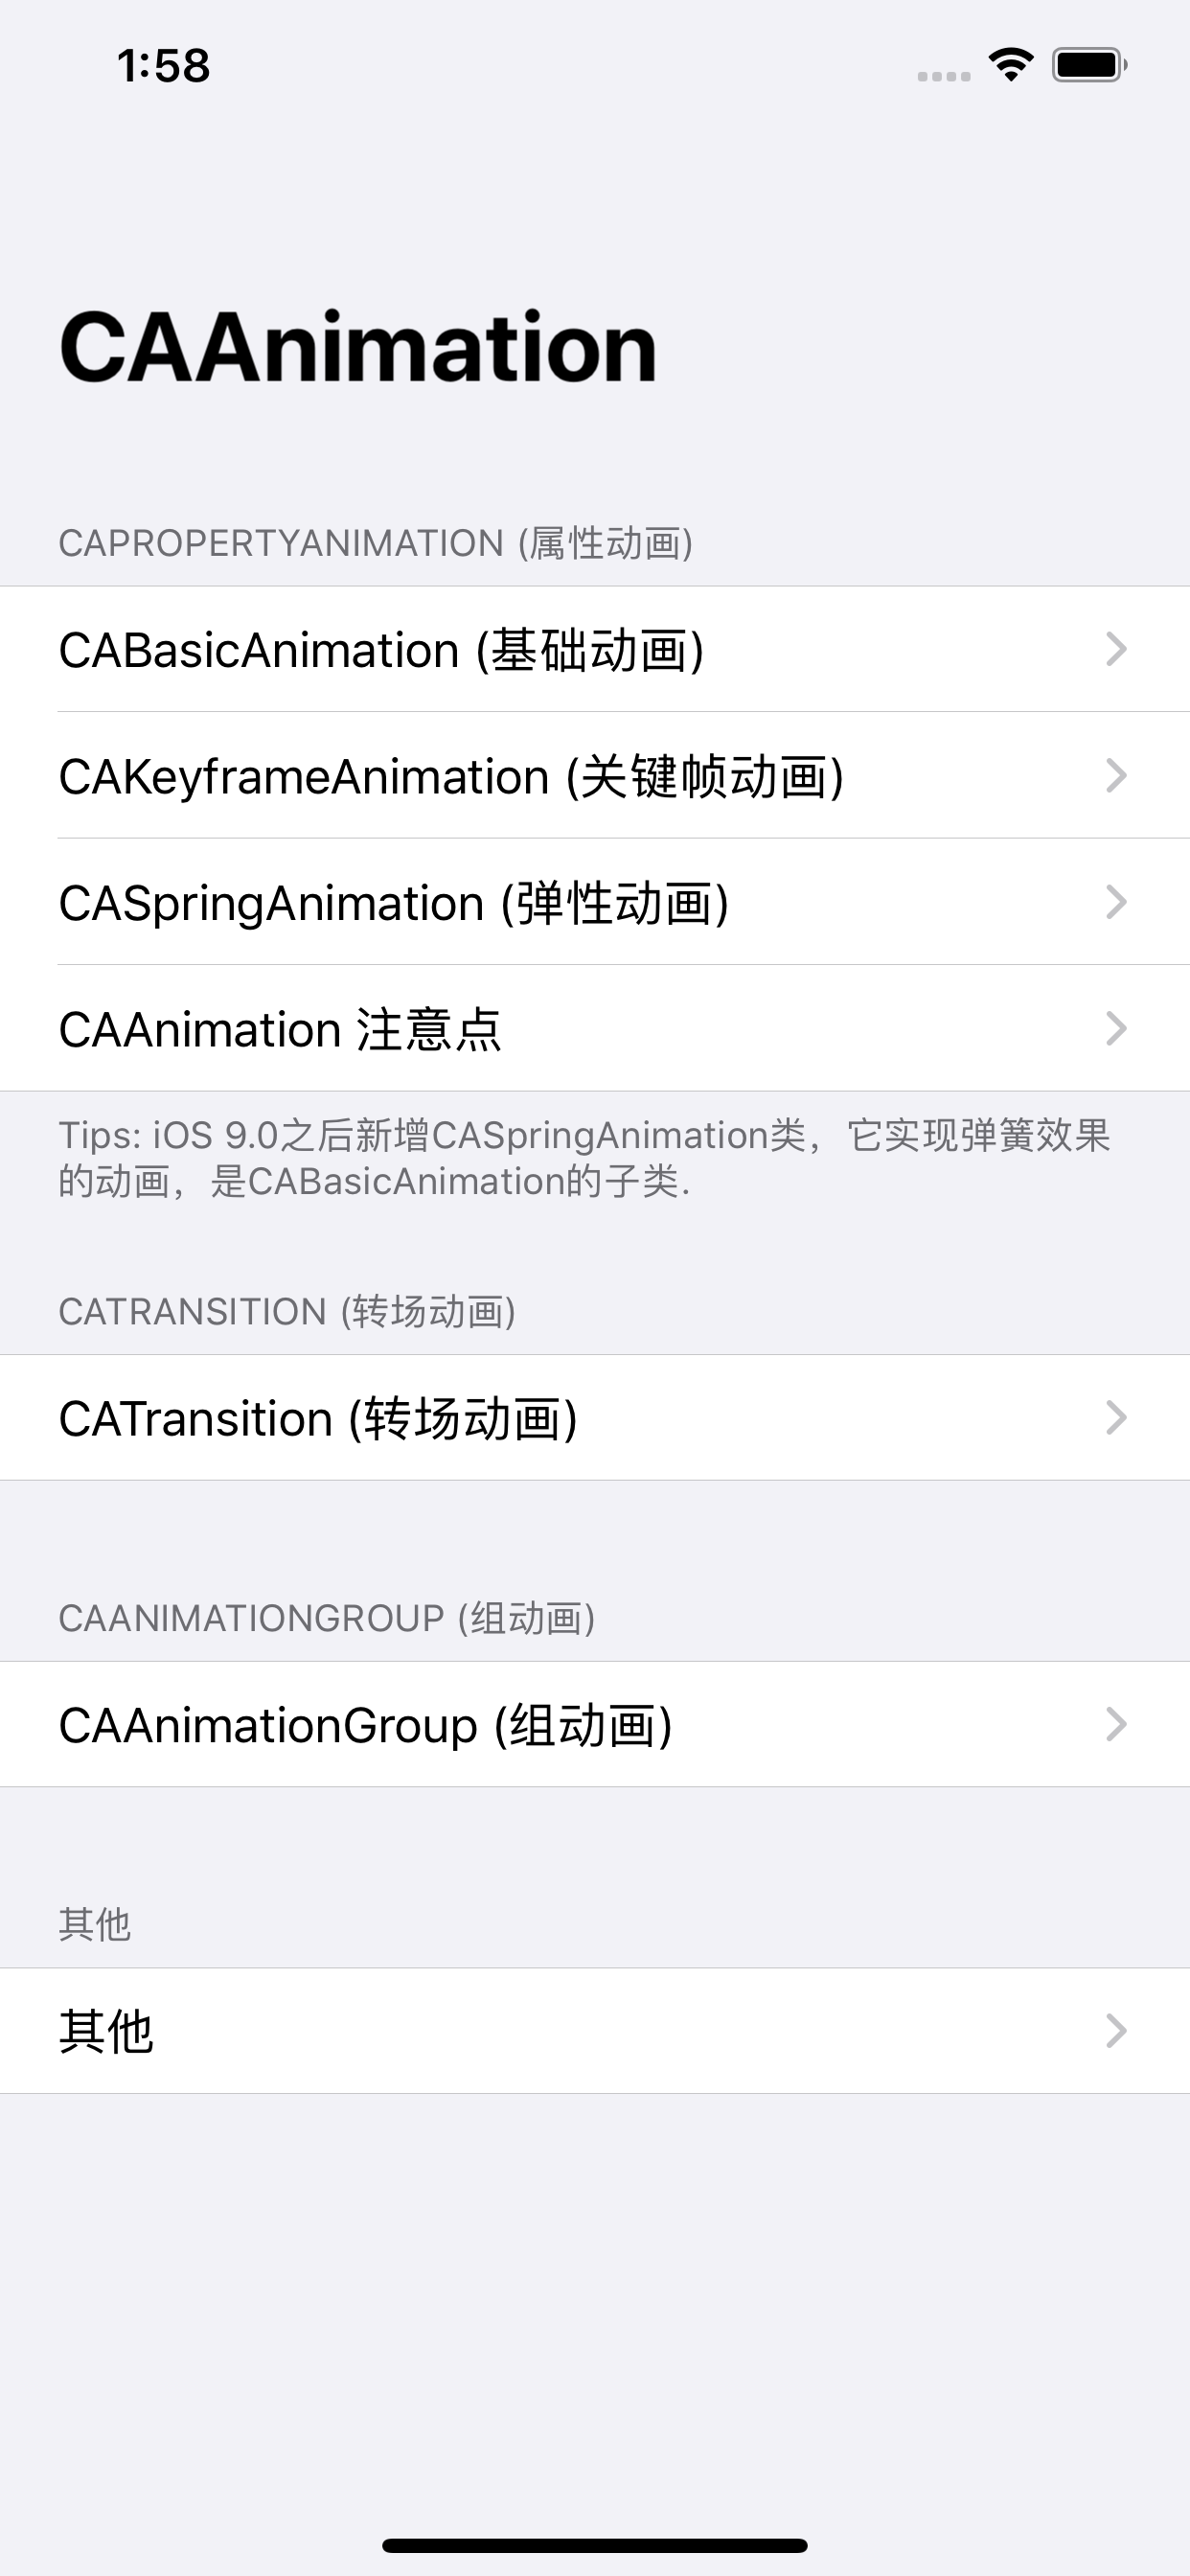 1:58
CAAnimation
CAPROPERTYANIMATION (属性动画)
CABasicAnimation (基础动画)
CAKeyframeAnimation (关键帧动画)
CASpringAnimation (弹性动画)
CAAnimation 注意点
Tips: iOS 9.0之后新增CASpringAnimation类，它实现弹簧效果
的动画，是CABasicAnimation的子类.
CATRANSITION (转场动画)
CATransition (转场动画)
CAANIMATIONGROUP (组动画)
CAAnimationGroup (组动画)
其他
其他